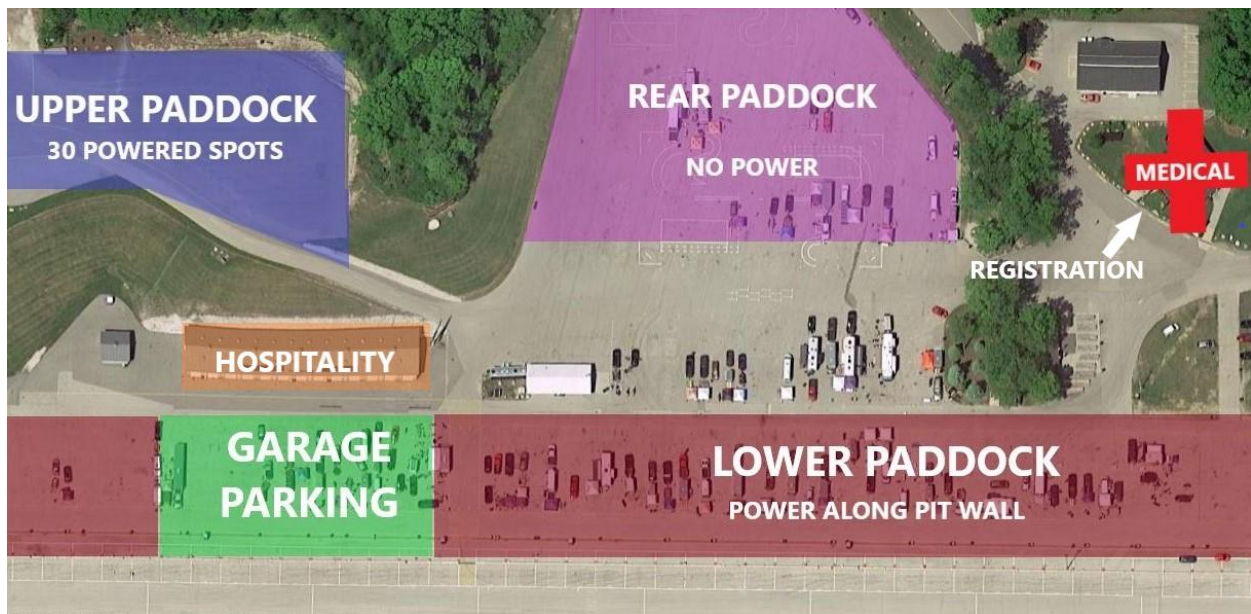 UPPER PADDOCK
30 POWERED SPOTS
REAR PADDOCK
NO POWER
MEDICAL
REGISTRATION
HOSPITALITY
GARAGE
PARKING
LOWER PADDOCK
POWER ALONG PIT WALL